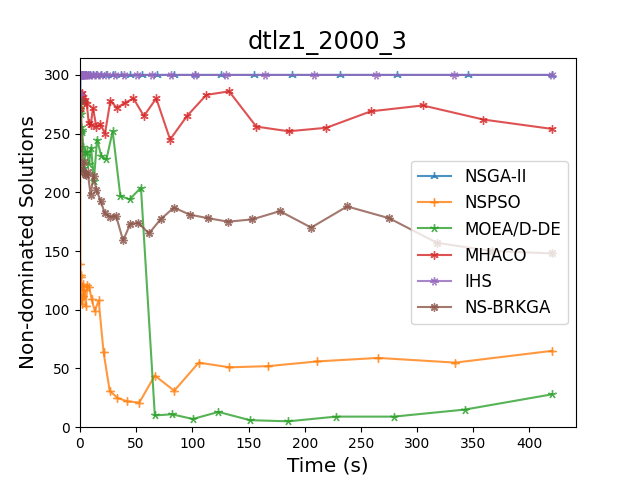 dtlz1_2000_3
Non-dominated Solutions
300
250
200
150
100
50
0
NSGA-II
NSPSO
MOEA/D-DE
MHACO
IHS
NS-BRKGA
0 50 100 150 200 250 300 350 400
Time (s)